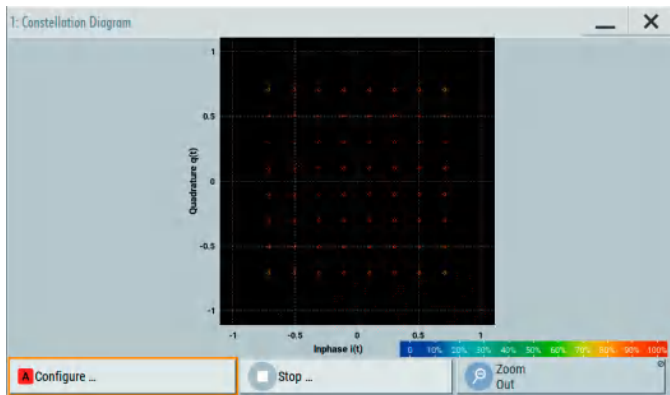 1: Constellation Diagram
Quadrature q(t)
1
0.5
0
-0.5
-1
-1
-0.5
0
0.5
1
Inphase i(t)
0 10% 20% 30% 40% 50% 60% 70% 80% 90% 100%
A Configure ...
Stop ...
Zoom
Out